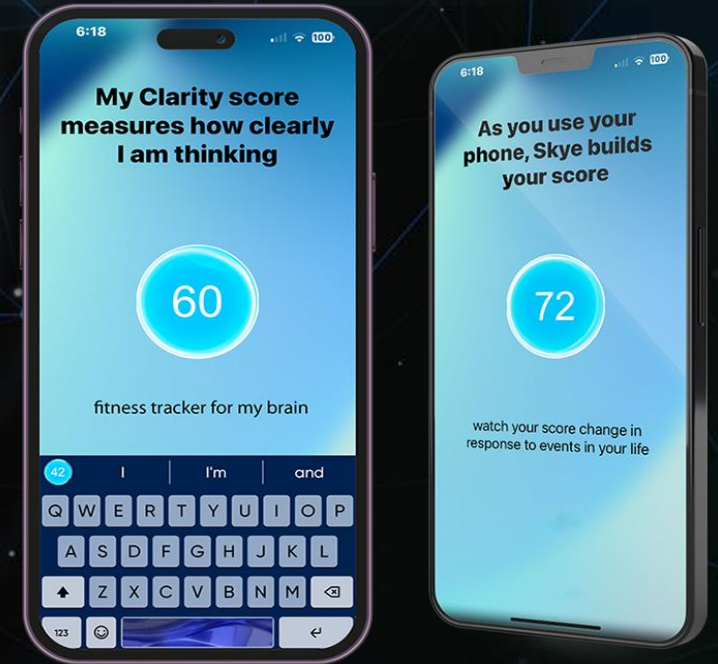 6:18
100
My Clarity score
measures how clearly
I am thinking
60
fitness tracker for my brain
42 I I'm and
Q W E R T Y U I O P
A S D F G H J K L
Z X C V B N M
123
6:18
100
As you use your
phone, Skye builds
your score
72
watch your score change in
response to events in your life